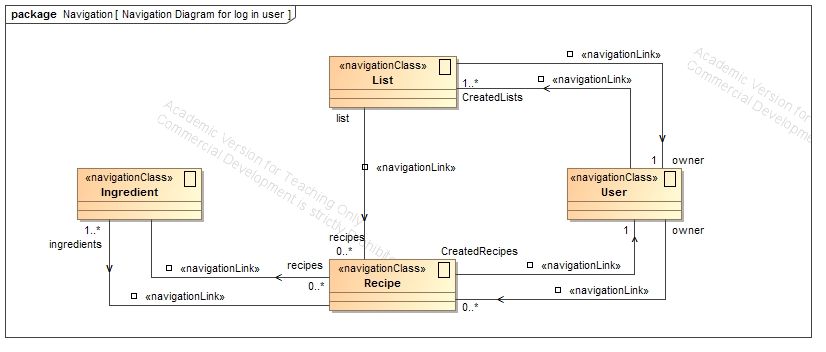 package Navigation [ Navigation Diagram for log in user ]
«navigationClass»
List
«navigationLink»
«navigationLink»
1..*
CreatedLists
list
Academic Version for Teaching Only
Commercial Development is strictly Prohibite
Academic Version for
Commercial Developm
«navigationLink»
1
owner
«navigationClass»
Ingredient
«navigationClass»
User
1..*
ingredients
recipes
0..*
1
owner
CreatedRecipes
«navigationLink»
recipes
0..*
«navigationClass»
Recipe
«navigationLink»
«navigationLink»
0..*
«navigationLink»